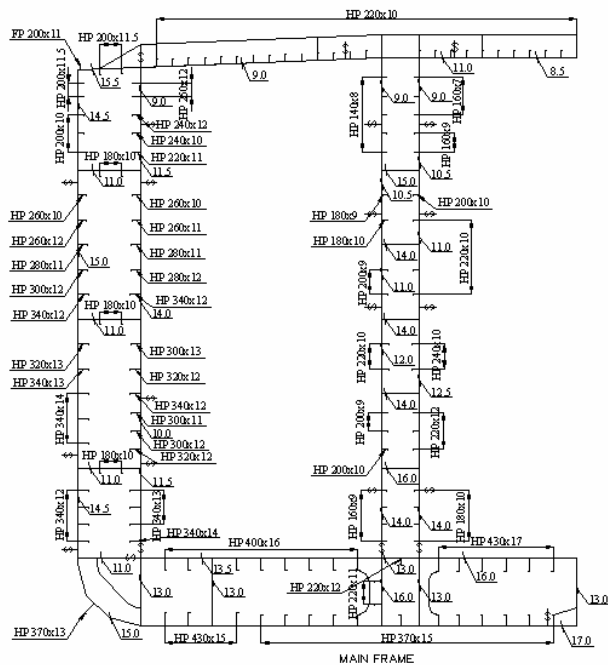 HP 220x10
FP 200x11
HP 200x11.5
HP 200x11.5
15.5
HP 260x12
9.0
11.0
8.5
9.0
14.5
HP 200x10
HP 240x12
HP 240x10
HP 220x11
11.5
HP 180x10
11.0
HP 140x8
9.0
9.0
HP 160x7
HP 160x9
10.5
15.0
10.5
HP 200x10
HP 260x10
HP 260x10
HP 180x9
HP 260x12
HP 260x11
HP 180x10
11.0
HP 220x10
HP 280x11
15.0
HP 280x11
14.0
HP 300x12
HP 280x12
HP 200x9
11.0
HP 340x12
HP 340x12
14.0
HP 180x10
11.0
14.0
HP 320x13
HP 300x13
HP 220x10
12.0
HP 240x10
HP 340x13
HP 320x12
12.5
HP 340x14
HP 340x12
14.0
HP 300x11
10.0
HP 200x9
HP 220x12
HP 300x12
HP 180x10
HP 320x12
11.0
11.5
HP 200x10
16.0
HP 340x12
14.5
HP 340x13
HP 160x9
14.0
14.0
HP 180x10
HP 340x14
HP 400x16
HP 430x17
11.0
13.5
13.0
16.0
13.0
13.0
HP 220x12
HP 220x11
16.0
13.0
13.0
HP 370x13
15.0
HP 430x15
HP 370x15
17.0
MAIN FRAME